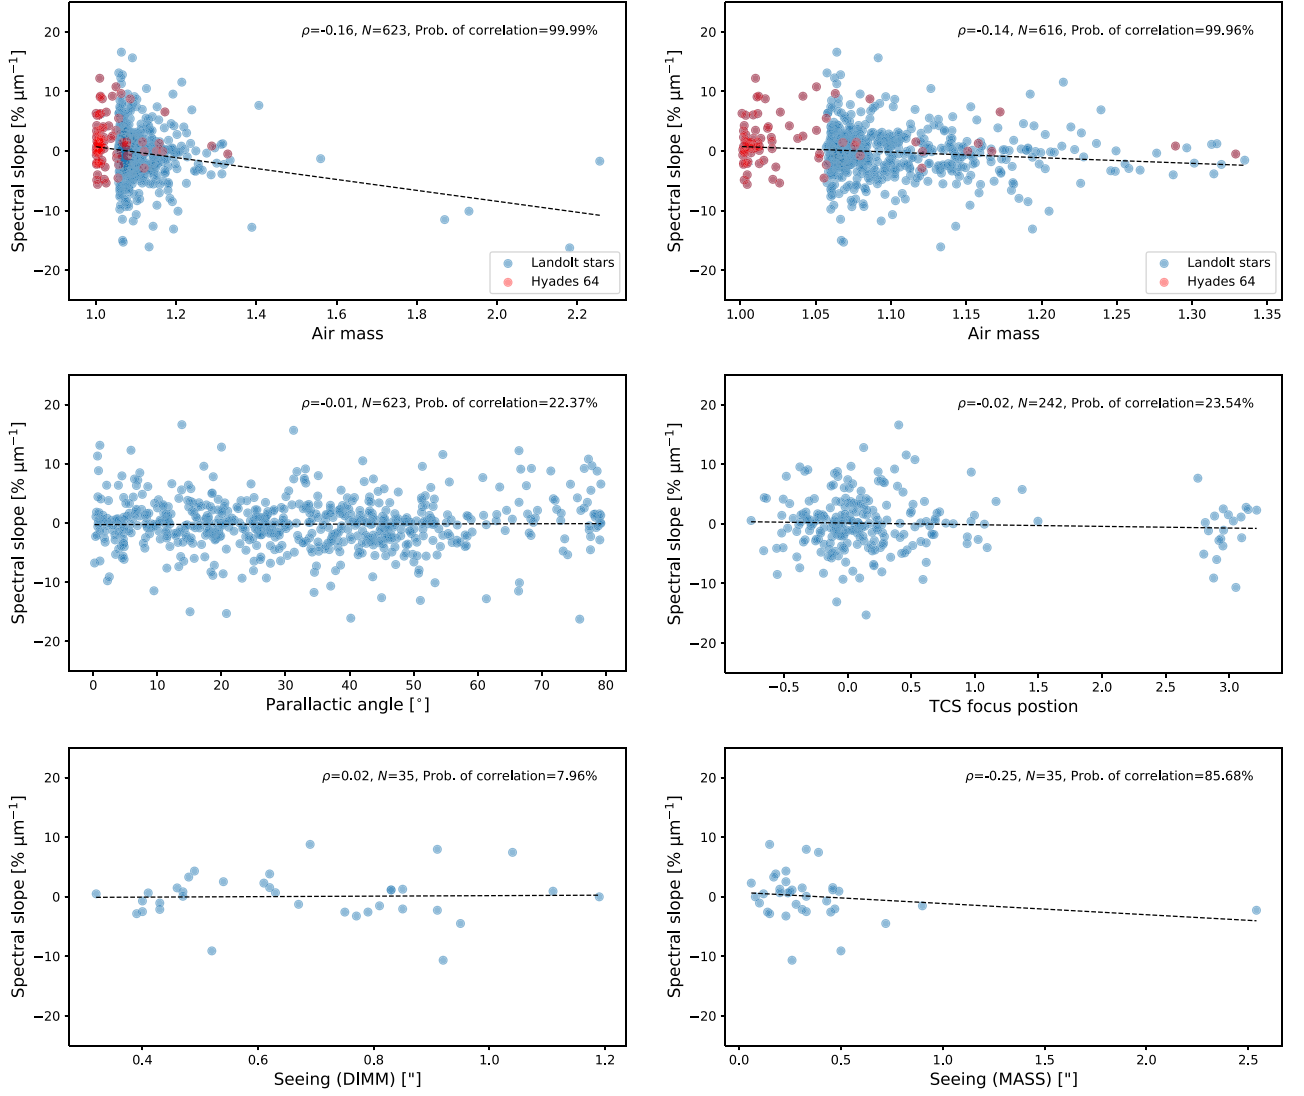 ρ=-0.16, N=623, Prob. of correlation=99.99%
Spectral slope [% μm⁻¹]
20
10
0
−10
−20
Landolt stars
Hyades 64
1.0 1.2 1.4 1.6 1.8 2.0 2.2
Air mass
ρ=-0.14, N=616, Prob. of correlation=99.96%
Spectral slope [% μm⁻¹]
20
10
0
−10
−20
Landolt stars
Hyades 64
1.00 1.05 1.10 1.15 1.20 1.25 1.30 1.35
Air mass
ρ=-0.01, N=623, Prob. of correlation=22.37%
Spectral slope [% μm⁻¹]
20
10
0
−10
−20
0 10 20 30 40 50 60 70 80
Parallactic angle [°]
ρ=-0.02, N=242, Prob. of correlation=23.54%
Spectral slope [% μm⁻¹]
20
10
0
−10
−20
−0.5 0.0 0.5 1.0 1.5 2.0 2.5 3.0
TCS focus postion
ρ=0.02, N=35, Prob. of correlation=7.96%
Spectral slope [% μm⁻¹]
20
10
0
−10
−20
0.4 0.6 0.8 1.0 1.2
Seeing (DIMM) ["]
ρ=-0.25, N=35, Prob. of correlation=85.68%
Spectral slope [% μm⁻¹]
20
10
0
−10
−20
0.0 0.5 1.0 1.5 2.0 2.5
Seeing (MASS) ["]